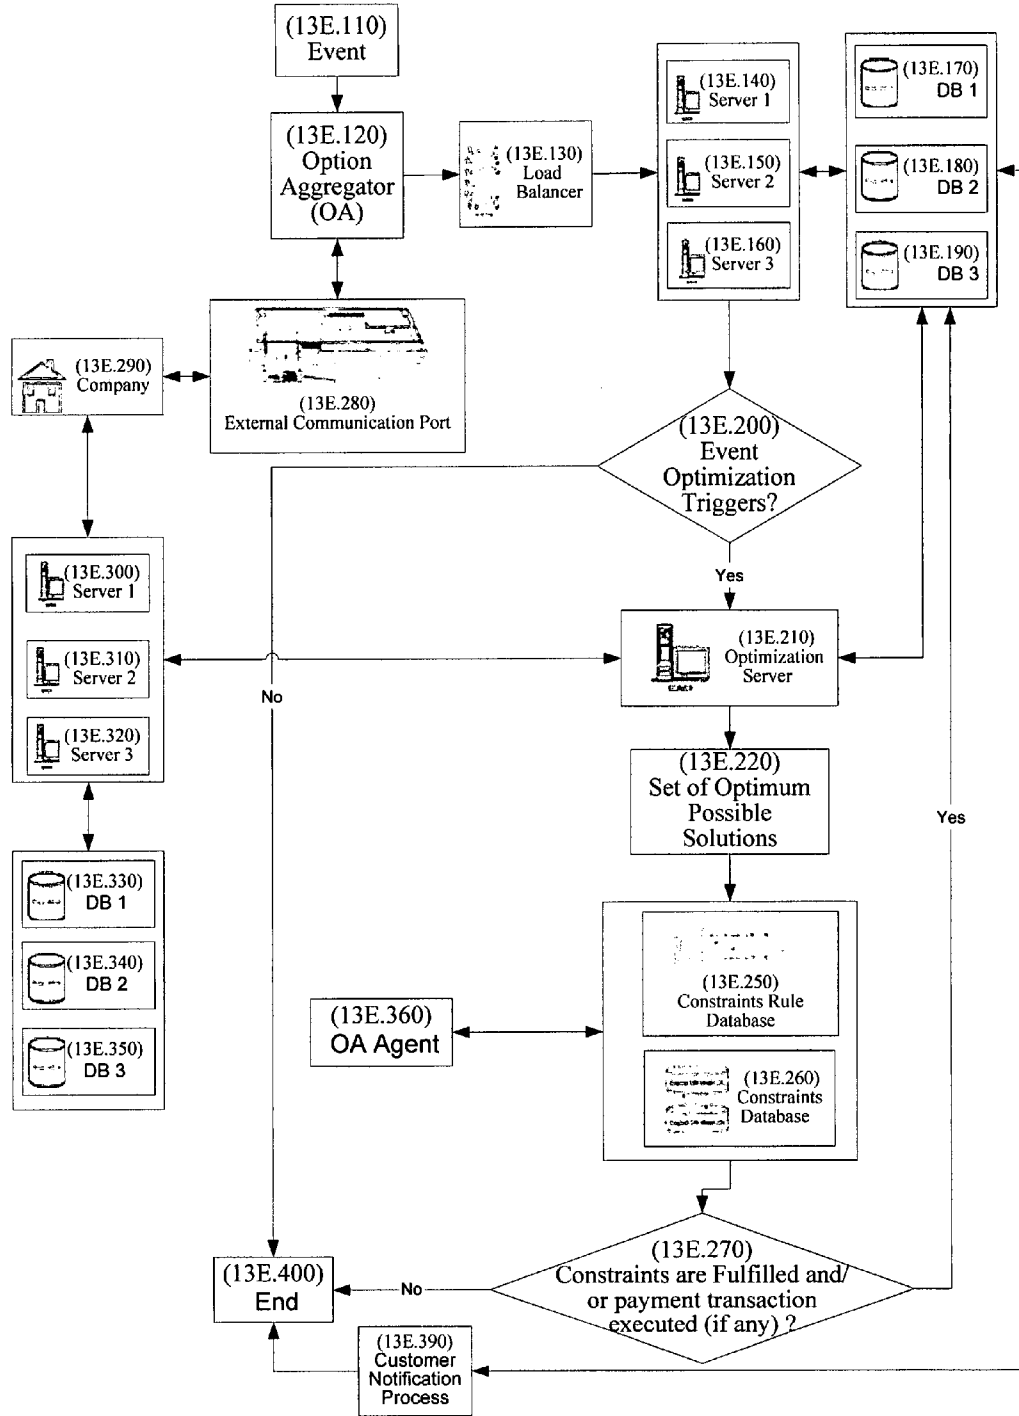 (13E.110)
Event
(13E.120)
Option
Aggregator
(OA)
(13E.130)
Load
Balancer
(13E.140)
Server 1
(13E.150)
Server 2
(13E.160)
Server 3
(13E.170)
DB 1
(13E.180)
DB 2
(13E.190)
DB 3
(13E.290)
Company
(13E.280)
External Communication Port
(13E.200)
Event
Optimization
Triggers?
Yes
(13E.300)
Server 1
(13E.310)
Server 2
(13E.320)
Server 3
No
(13E.210)
Optimization
Server
(13E.220)
Set of Optimum
Possible
Solutions
Yes
(13E.330)
DB 1
(13E.340)
DB 2
(13E.350)
DB 3
(13E.250)
Constraints Rule
Database
(13E.360)
OA Agent
(13E.260)
Constraints
Database
(13E.270)
Constraints are Fulfilled and/
or payment transaction
executed (if any) ?
No
(13E.400)
End
(13E.390)
Customer
Notification
Process